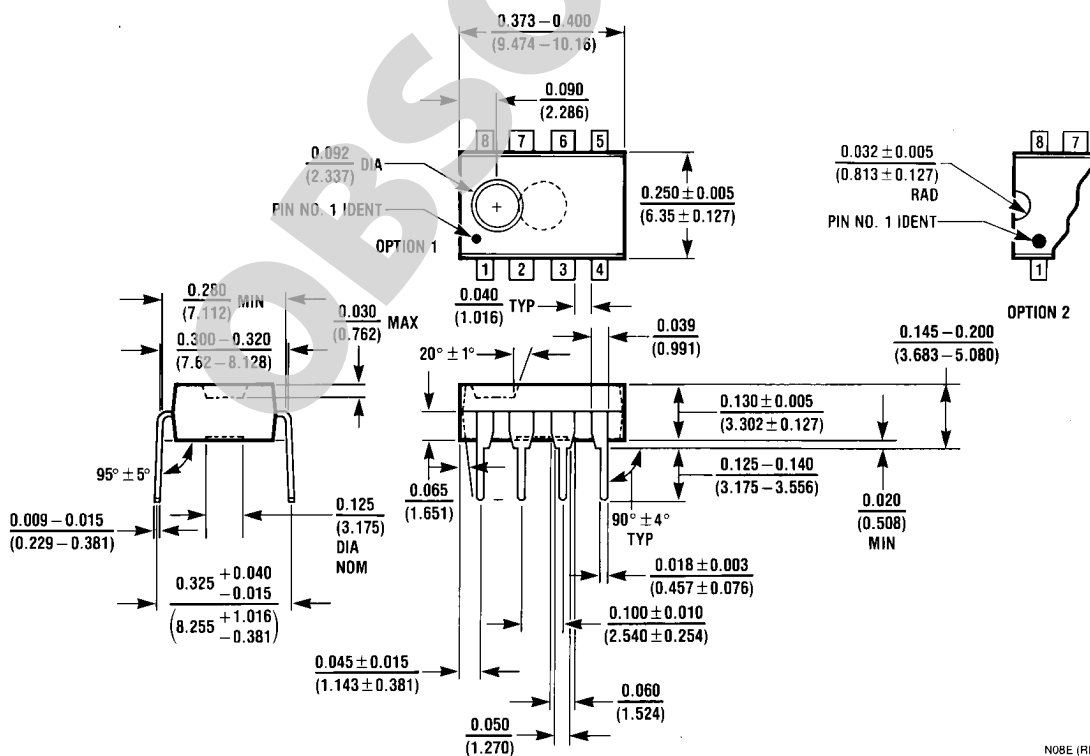 OBSO
0.373 – 0.400
(9.474 – 10.16)
0.090
(2.286)
8 7 6 5
0.092 DIA
(2.337)
PIN NO. 1 IDENT
OPTION 1
1 2 3 4
0.250 ± 0.005
(6.35 ± 0.127)
8 7
0.032 ± 0.005
(0.813 ± 0.127)
RAD
PIN NO. 1 IDENT
1
OPTION 2
0.280 MIN
(7.112)
0.300 – 0.320
(7.62 – 8.128)
0.030 MAX
(0.762)
0.040 TYP
(1.016)
0.039
(0.991)
20° ± 1°
0.145 – 0.200
(3.683 – 5.080)
0.130 ± 0.005
(3.302 ± 0.127)
0.125 – 0.140
(3.175 – 3.556)
0.020
(0.508)
MIN
95° ± 5°
0.065
(1.651)
90° ± 4°
TYP
0.009 – 0.015
(0.229 – 0.381)
0.125
(3.175)
DIA
NOM
0.325 +0.040
–0.015
(8.255 +1.016
–0.381)
0.018 ± 0.003
(0.457 ± 0.076)
0.100 ± 0.010
(2.540 ± 0.254)
0.045 ± 0.015
(1.143 ± 0.381)
0.060
(1.524)
0.050
(1.270)